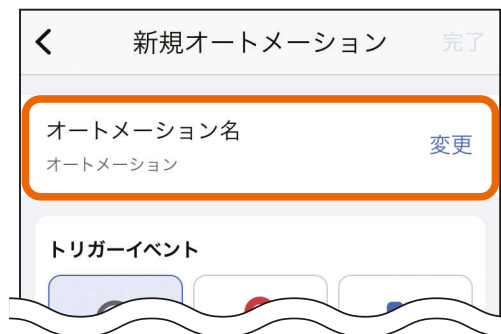 新規オートメーション 完了
オートメーション名
変更
オートメーション
トリガーイベント